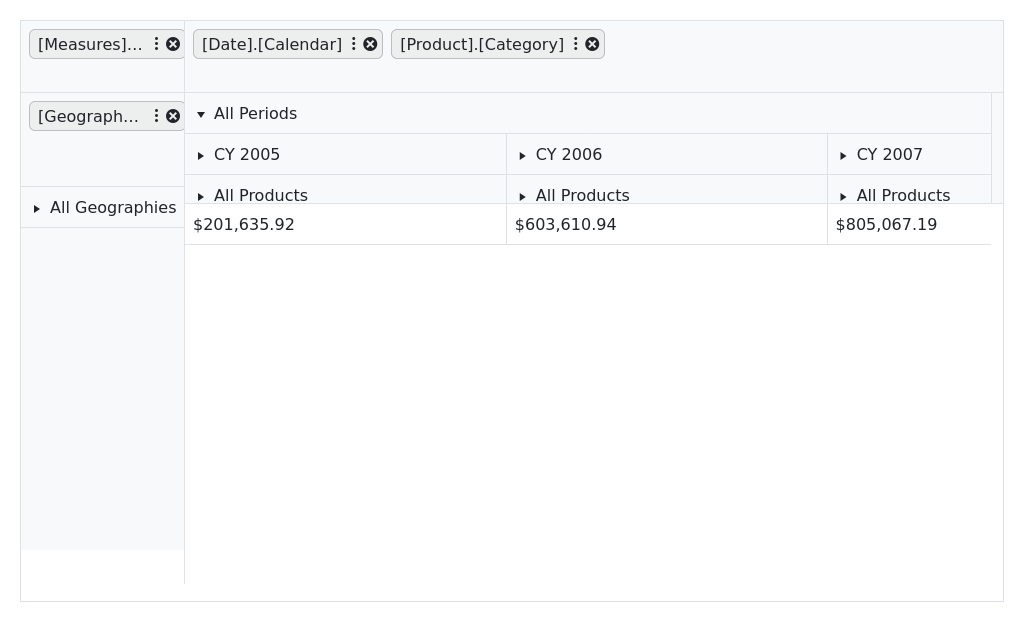 [Measures]... [Date].[Calendar] [Product].[Category]
[Geograph... All Periods
CY 2005 CY 2006 CY 2007
All Products All Products All Products
All Geographies
$201,635.92 $603,610.94 $805,067.19